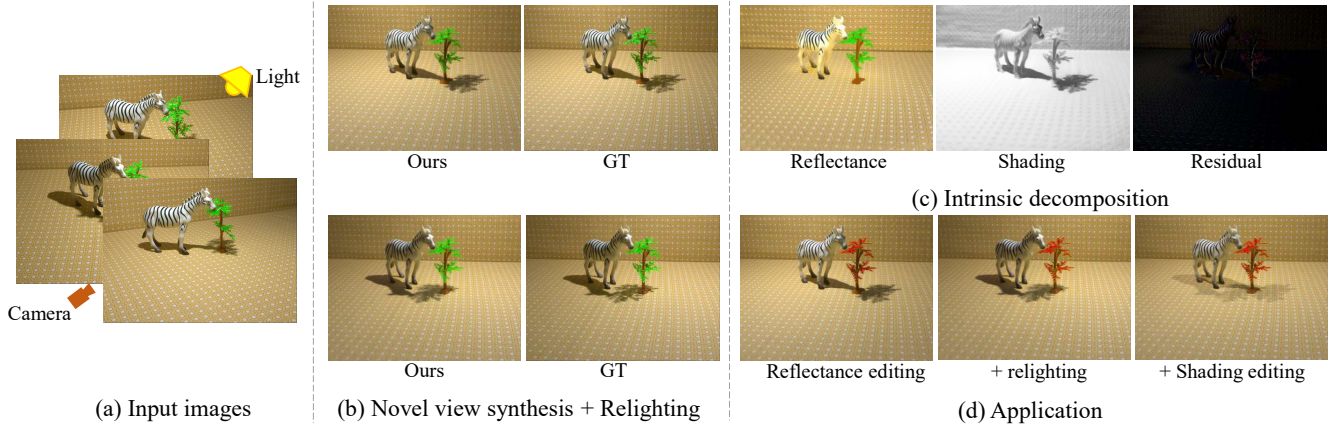 Light
Camera
(a) Input images
Ours
GT
Ours
GT
(b) Novel view synthesis + Relighting
Reflectance
Shading
Residual
(c) Intrinsic decomposition
Reflectance editing
+ relighting
+ Shading editing
(d) Application